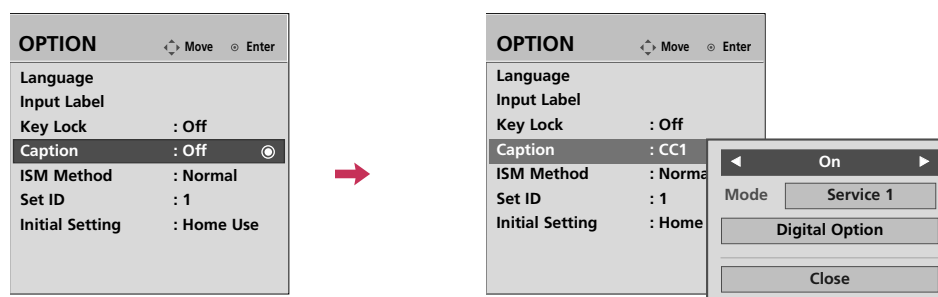 OPTION Move Enter
Language
Input Label
Key Lock : Off
Caption : Off
ISM Method : Normal
Set ID : 1
Initial Setting : Home Use
OPTION Move Enter
Language
Input Label
Key Lock : Off
Caption : CC1
ISM Method : Norma
Set ID : 1
Initial Setting : Home
On
Mode Service 1
Digital Option
Close